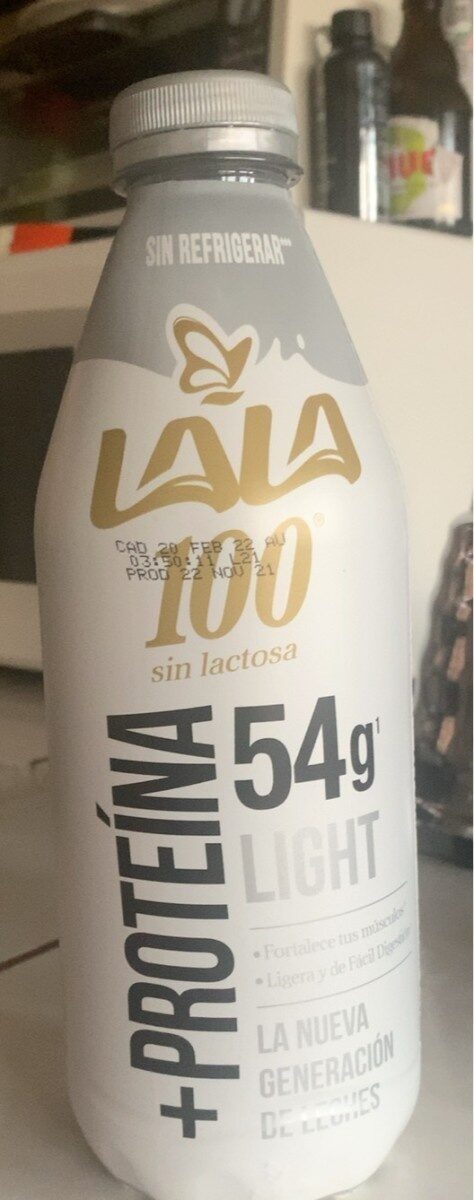 SIN REFRIGERAR***
LALA
100®
CAD 20 FEB 22 AU
03:50:11 L21
PROD 22 NOV 21
sin lactosa
+PROTEÍNA
54g¹
LIGHT
• Fortalece tus músculos
• Ligera y de Fácil Digestión
LA NUEVA
GENERACIÓN
DE LECHES